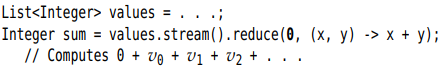 List<Integer> values = . . .;
Integer sum = values.stream().reduce(0, (x, y) -> x + y);
// Computes 0 + v₀ + v₁ + v₂ + . . .